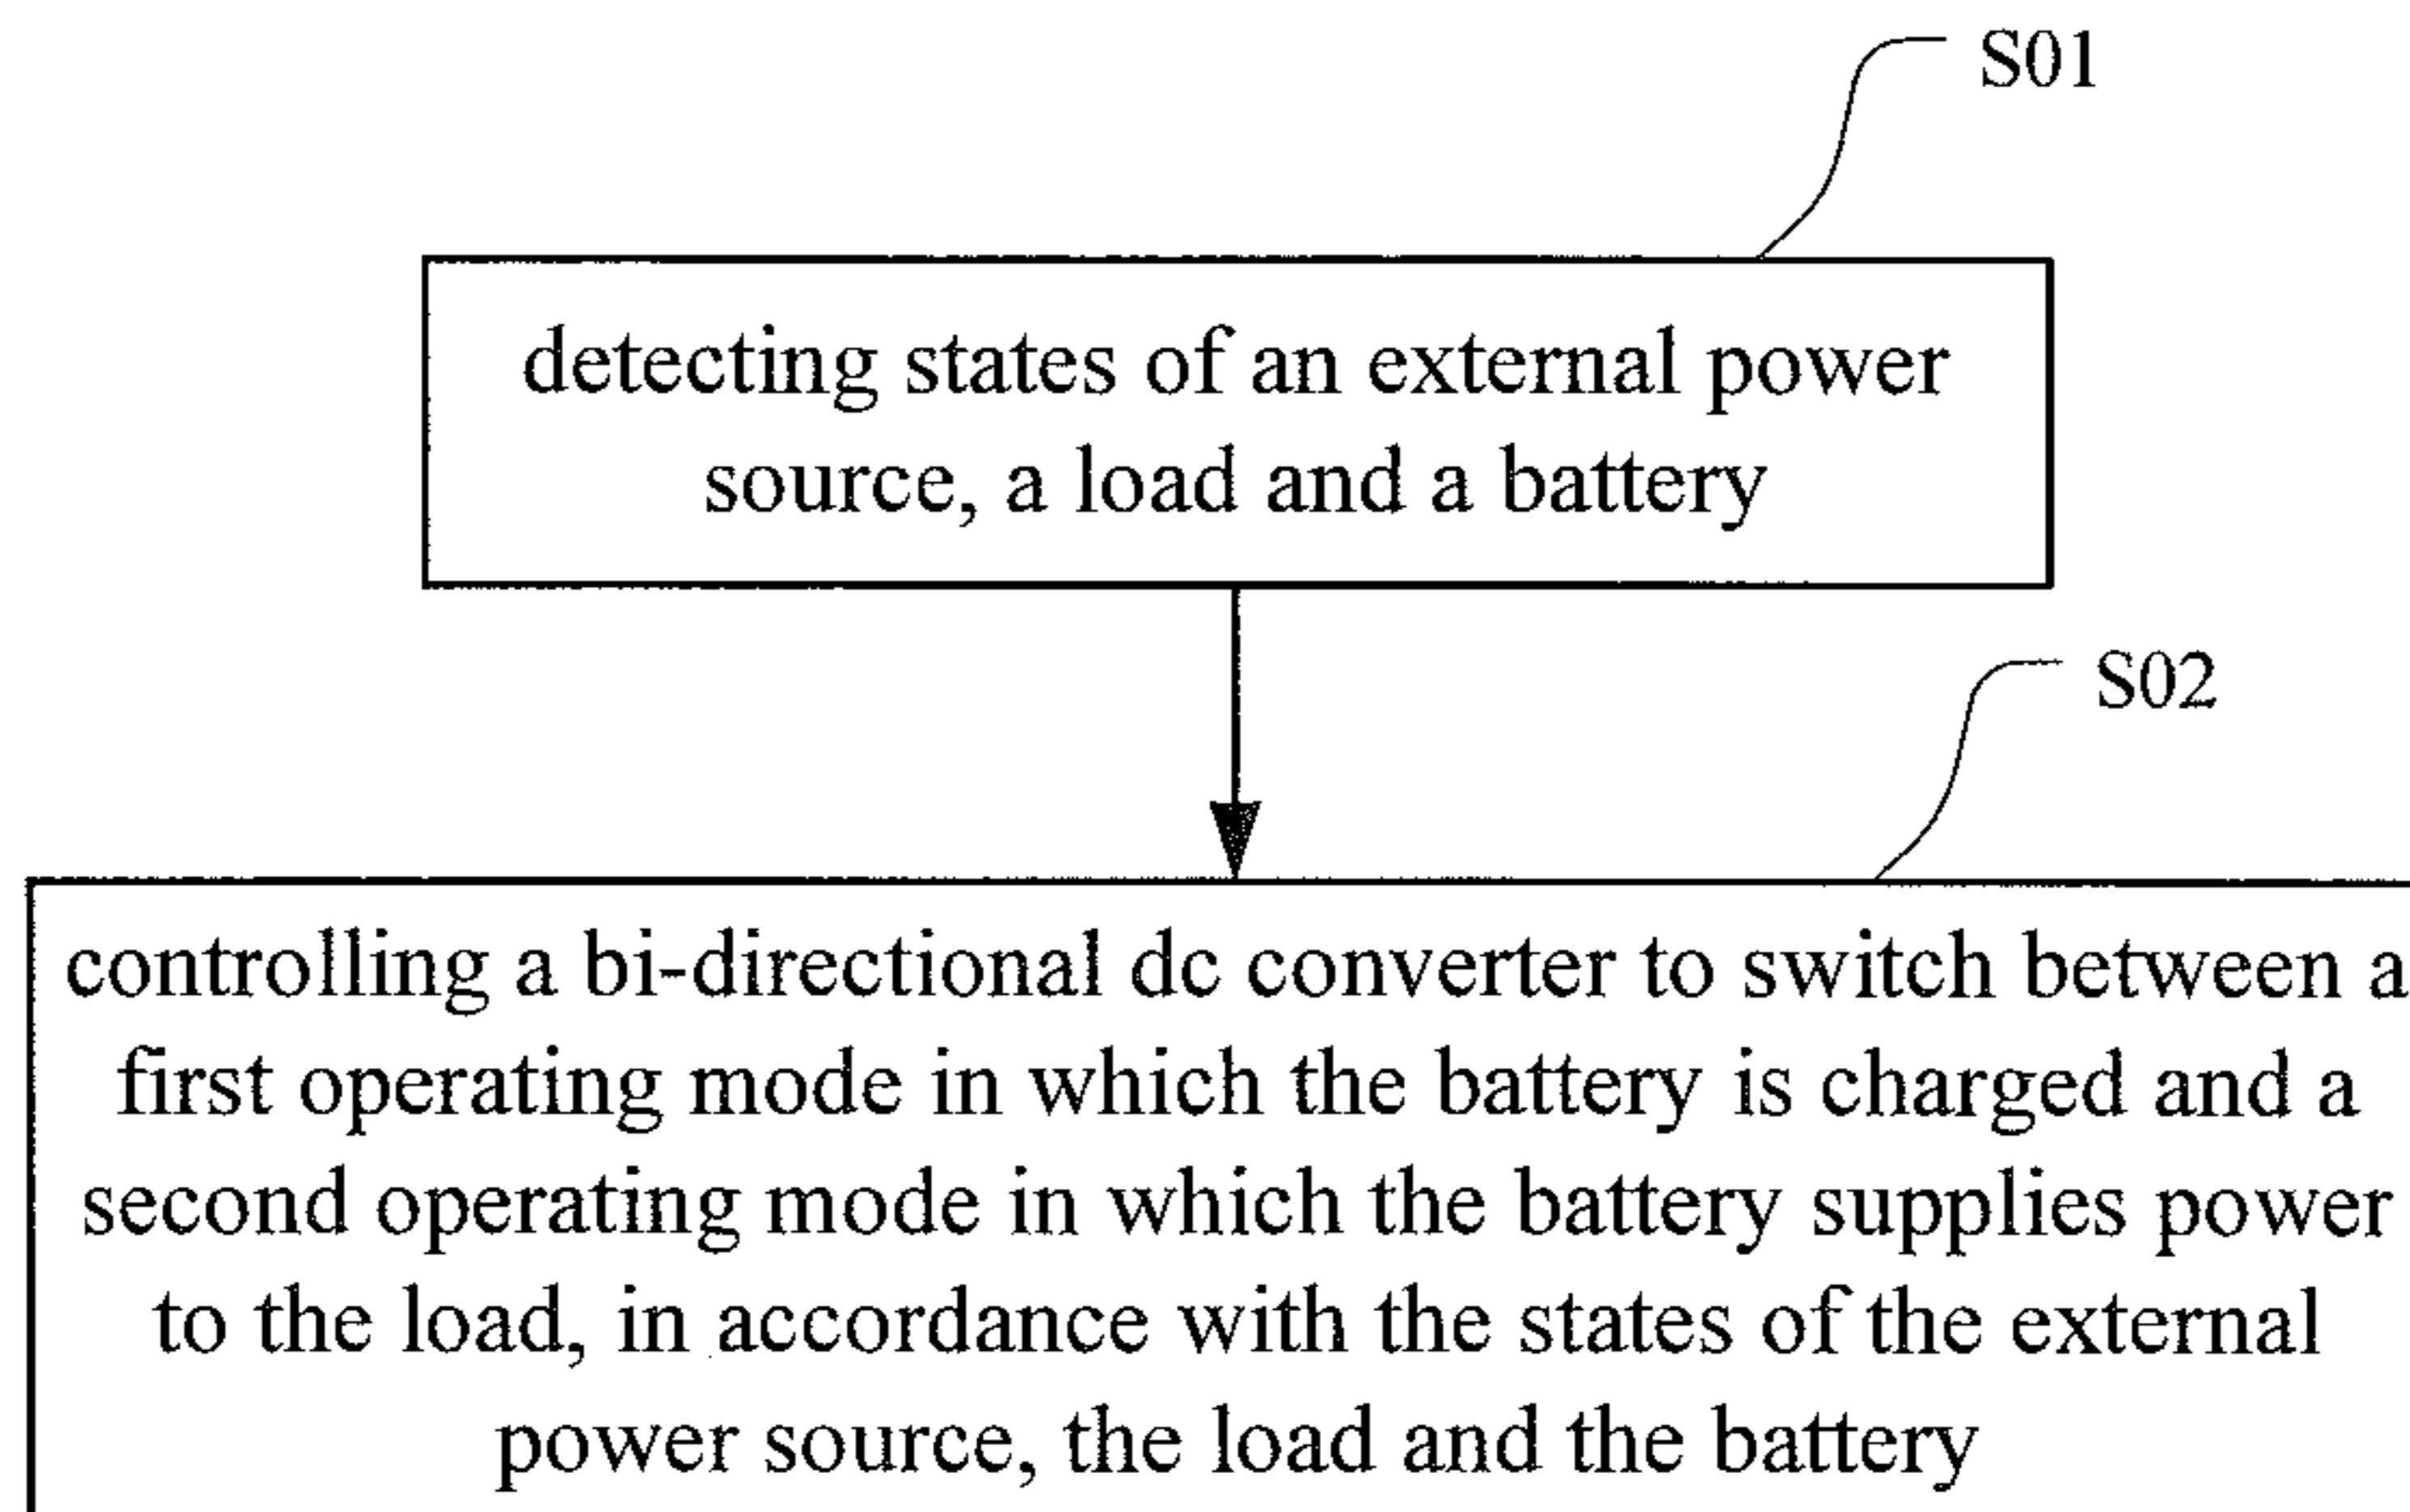 S01
detecting states of an external power
source, a load and a battery
S02
controlling a bi-directional dc converter to switch between a
first operating mode in which the battery is charged and a
second operating mode in which the battery supplies power
to the load, in accordance with the states of the external
power source, the load and the battery